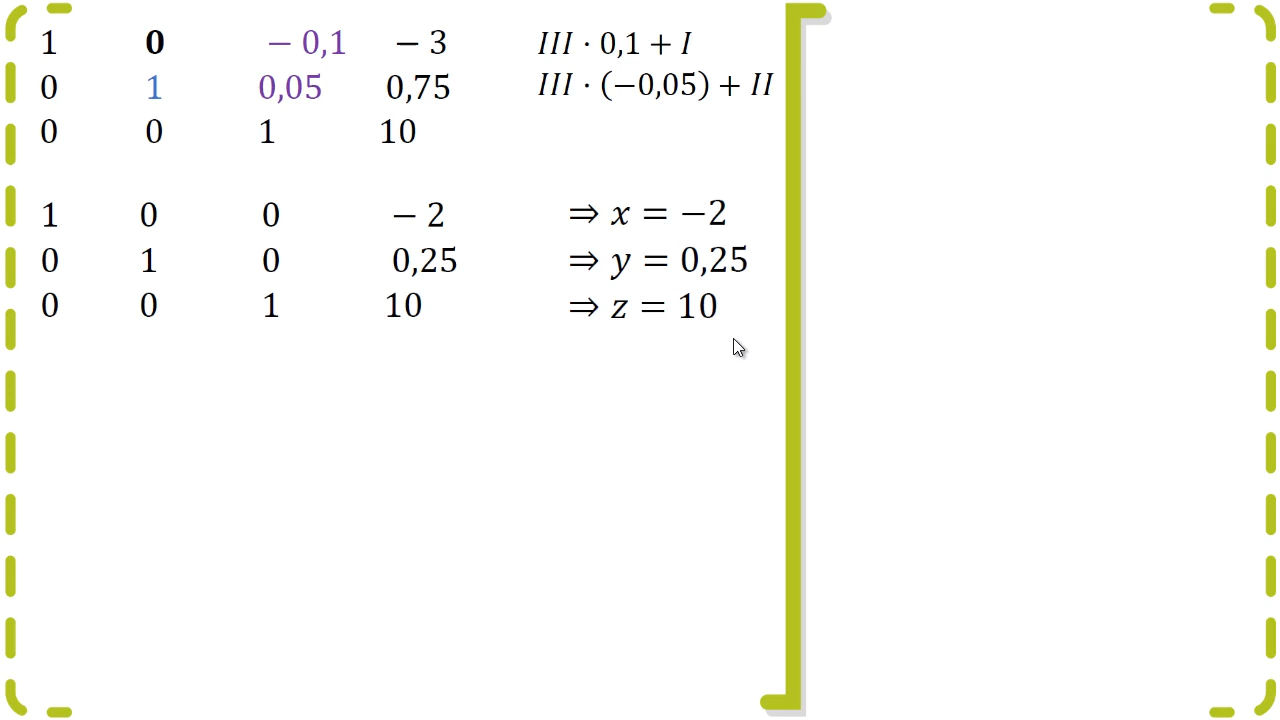 1 0 − 0,1 − 3 III · 0,1 + I
0 1 0,05 0,75 III · (−0,05) + II
0 0 1 10
1 0 0 − 2 ⇒ x = −2
0 1 0 0,25 ⇒ y = 0,25
0 0 1 10 ⇒ z = 10